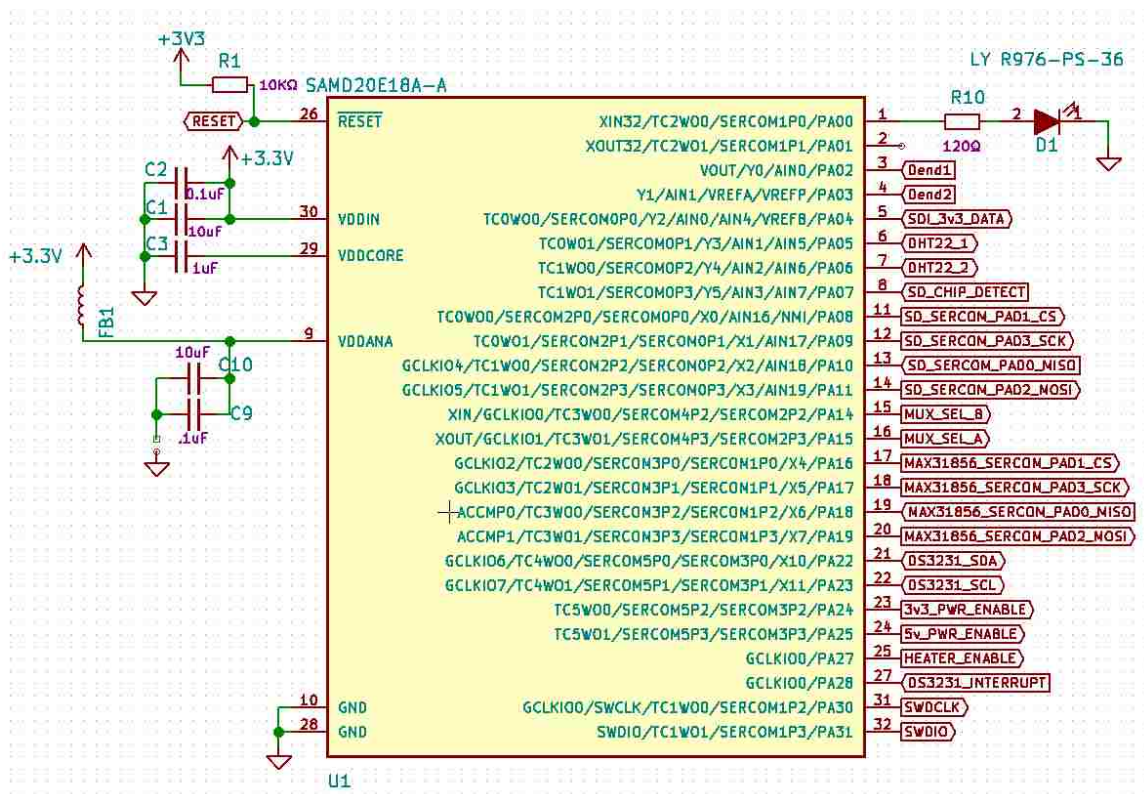 +3V3
R1
10KΩ
SAMD20E18A-A
LY R976-PS-36
RESET
26
RESET
XIN32/TC2W00/SERCOM1P0/PA00
1
R10
120Ω
2
1
D1
XOUT32/TC2W01/SERCOM1P1/PA01
2
+3.3V
C2
0.1uF
VOUT/Y0/AIN0/PA02
3
Dend1
Y1/AIN1/VREFA/VREFP/PA03
4
Dend2
C1
10uF
30
VDDIN
TC0W00/SERCOM0P0/Y2/AIN0/AIN4/VREFB/PA04
5
SDI_3v3_DATA
TC0W01/SERCOM0P1/Y3/AIN1/AIN5/PA05
6
DHT22_1
C3
1uF
29
VDDCORE
+3.3V
TC1W00/SERCOM0P2/Y4/AIN2/AIN6/PA06
7
DHT22_2
TC1W01/SERCOM0P3/Y5/AIN3/AIN7/PA07
8
SD_CHIP_DETECT
FB1
TC0W00/SERCOM2P0/SERCOM0P0/X0/AIN16/NMI/PA08
11
SD_SERCOM_PAD1_CS
9
VDDANA
TC0W01/SERCOM2P1/SERCOM0P1/X1/AIN17/PA09
12
SD_SERCOM_PAD3_SCK
10uF
C10
GCLKIO4/TC1W00/SERCOM2P2/SERCOM0P2/X2/AIN18/PA10
13
SD_SERCOM_PAD0_MISO
GCLKIO5/TC1W01/SERCOM2P3/SERCOM0P3/X3/AIN19/PA11
14
SD_SERCOM_PAD2_MOSI
C9
.1uF
XIN/GCLKIO0/TC3W00/SERCOM4P2/SERCOM2P2/PA14
15
MUX_SEL_B
XOUT/GCLKIO1/TC3W01/SERCOM4P3/SERCOM2P3/PA15
16
MUX_SEL_A
GCLKIO2/TC2W00/SERCOM3P0/SERCOM1P0/X4/PA16
17
MAX31856_SERCOM_PAD1_CS
GCLKIO3/TC2W01/SERCOM3P1/SERCOM1P1/X5/PA17
18
MAX31856_SERCOM_PAD3_SCK
ACCMP0/TC3W00/SERCOM3P2/SERCOM1P2/X6/PA18
19
MAX31856_SERCOM_PAD0_MISO
ACCMP1/TC3W01/SERCOM3P3/SERCOM1P3/X7/PA19
20
MAX31856_SERCOM_PAD2_MOSI
GCLKIO6/TC4W00/SERCOM5P0/SERCOM3P0/X10/PA22
21
DS3231_SDA
GCLKIO7/TC4W01/SERCOM5P1/SERCOM3P1/X11/PA23
22
DS3231_SCL
TC5W00/SERCOM5P2/SERCOM3P2/PA24
23
3v3_PWR_ENABLE
TC5W01/SERCOM5P3/SERCOM3P3/PA25
24
5v_PWR_ENABLE
GCLKIO0/PA27
25
HEATER_ENABLE
GCLKIO0/PA28
27
DS3231_INTERRUPT
10
GND
GCLKIO0/SWCLK/TC1W00/SERCOM1P2/PA30
31
SWDCLK
28
GND
SWDIO/TC1W01/SERCOM1P3/PA31
32
SWDIO
U1